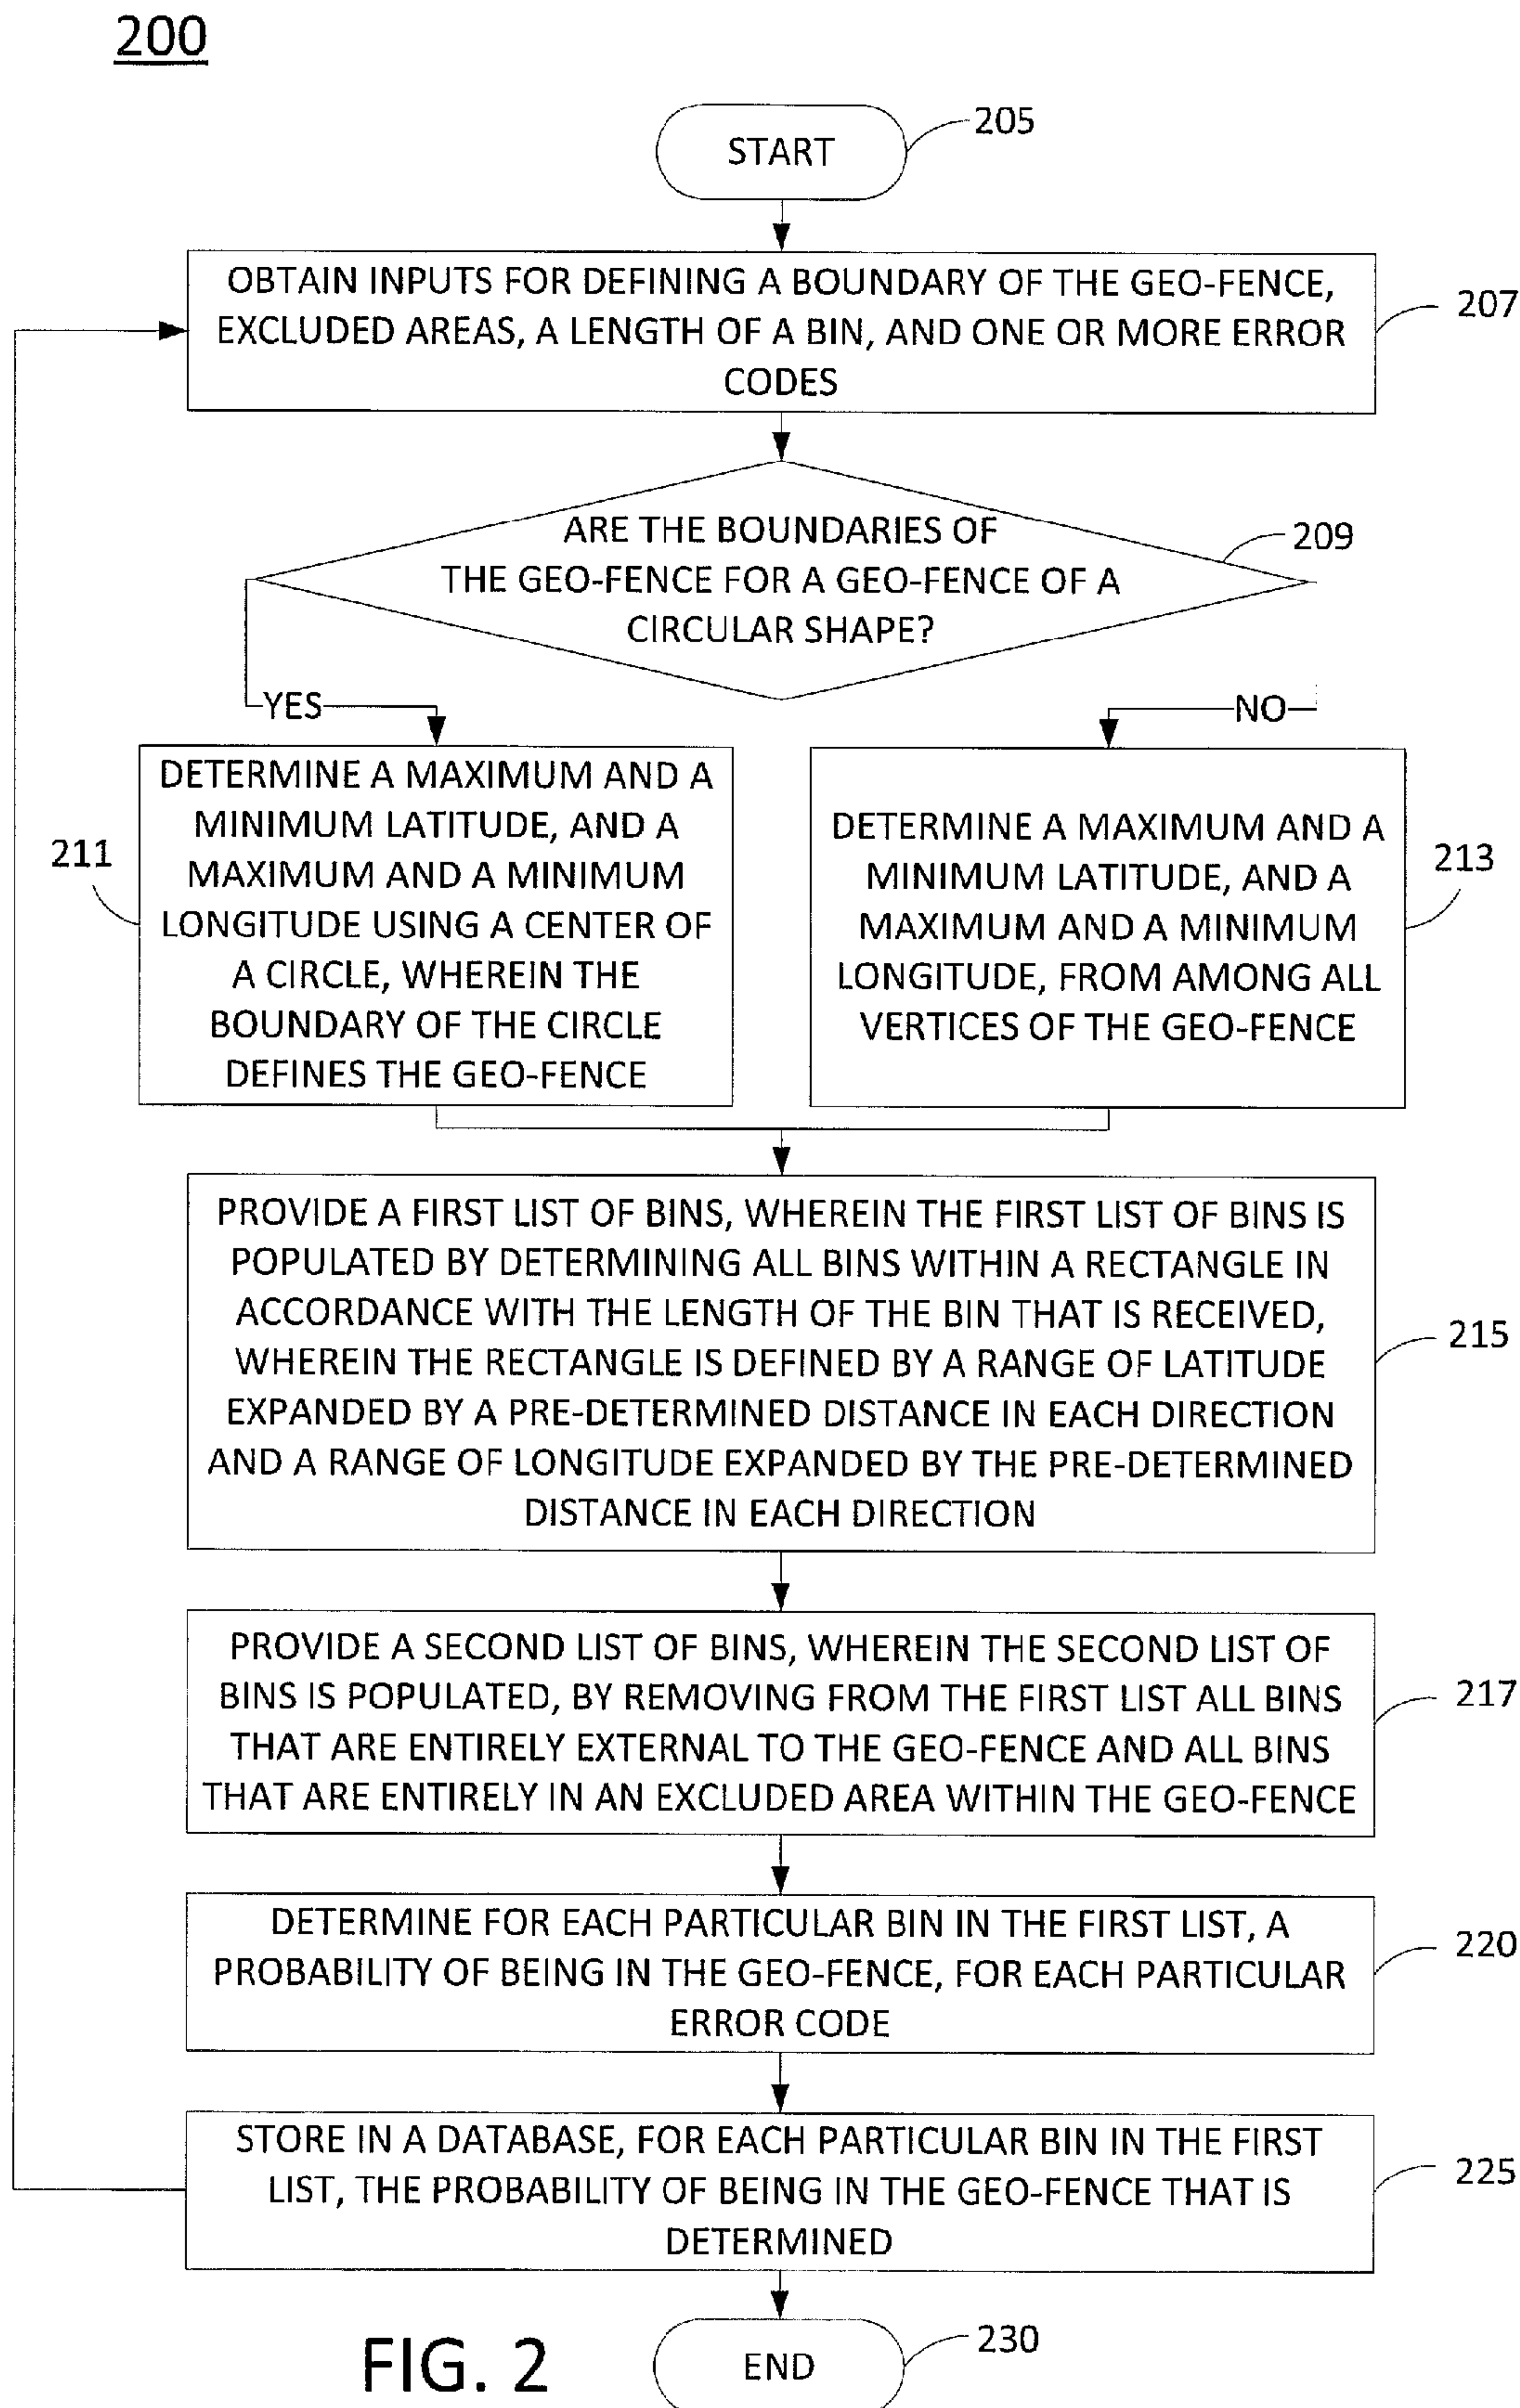 200
START
205
OBTAIN INPUTS FOR DEFINING A BOUNDARY OF THE GEO-FENCE,
EXCLUDED AREAS, A LENGTH OF A BIN, AND ONE OR MORE ERROR
CODES
207
ARE THE BOUNDARIES OF
THE GEO-FENCE FOR A GEO-FENCE OF A
CIRCULAR SHAPE?
209
YES
NO
DETERMINE A MAXIMUM AND A
MINIMUM LATITUDE, AND A
MAXIMUM AND A MINIMUM
LONGITUDE USING A CENTER OF
A CIRCLE, WHEREIN THE
BOUNDARY OF THE CIRCLE
DEFINES THE GEO-FENCE
211
DETERMINE A MAXIMUM AND A
MINIMUM LATITUDE, AND A
MAXIMUM AND A MINIMUM
LONGITUDE, FROM AMONG ALL
VERTICES OF THE GEO-FENCE
213
PROVIDE A FIRST LIST OF BINS, WHEREIN THE FIRST LIST OF BINS IS
POPULATED BY DETERMINING ALL BINS WITHIN A RECTANGLE IN
ACCORDANCE WITH THE LENGTH OF THE BIN THAT IS RECEIVED,
WHEREIN THE RECTANGLE IS DEFINED BY A RANGE OF LATITUDE
EXPANDED BY A PRE-DETERMINED DISTANCE IN EACH DIRECTION
AND A RANGE OF LONGITUDE EXPANDED BY THE PRE-DETERMINED
DISTANCE IN EACH DIRECTION
215
PROVIDE A SECOND LIST OF BINS, WHEREIN THE SECOND LIST OF
BINS IS POPULATED, BY REMOVING FROM THE FIRST LIST ALL BINS
THAT ARE ENTIRELY EXTERNAL TO THE GEO-FENCE AND ALL BINS
THAT ARE ENTIRELY IN AN EXCLUDED AREA WITHIN THE GEO-FENCE
217
DETERMINE FOR EACH PARTICULAR BIN IN THE FIRST LIST, A
PROBABILITY OF BEING IN THE GEO-FENCE, FOR EACH PARTICULAR
ERROR CODE
220
STORE IN A DATABASE, FOR EACH PARTICULAR BIN IN THE FIRST
LIST, THE PROBABILITY OF BEING IN THE GEO-FENCE THAT IS
DETERMINED
225
END
230
FIG. 2